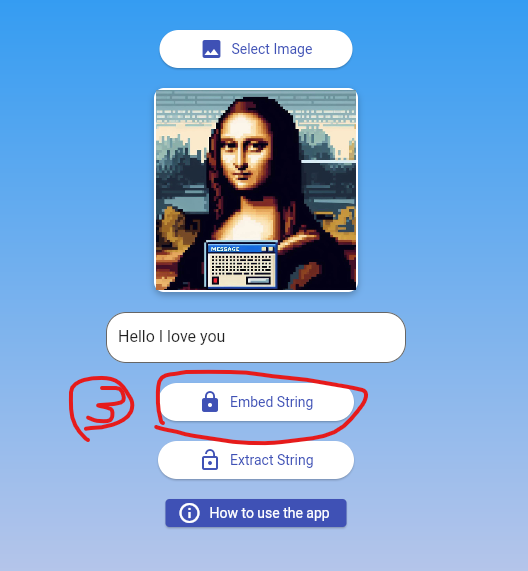 Select Image
MESSAGE
Hello I love you
3
Embed String
Extract String
How to use the app